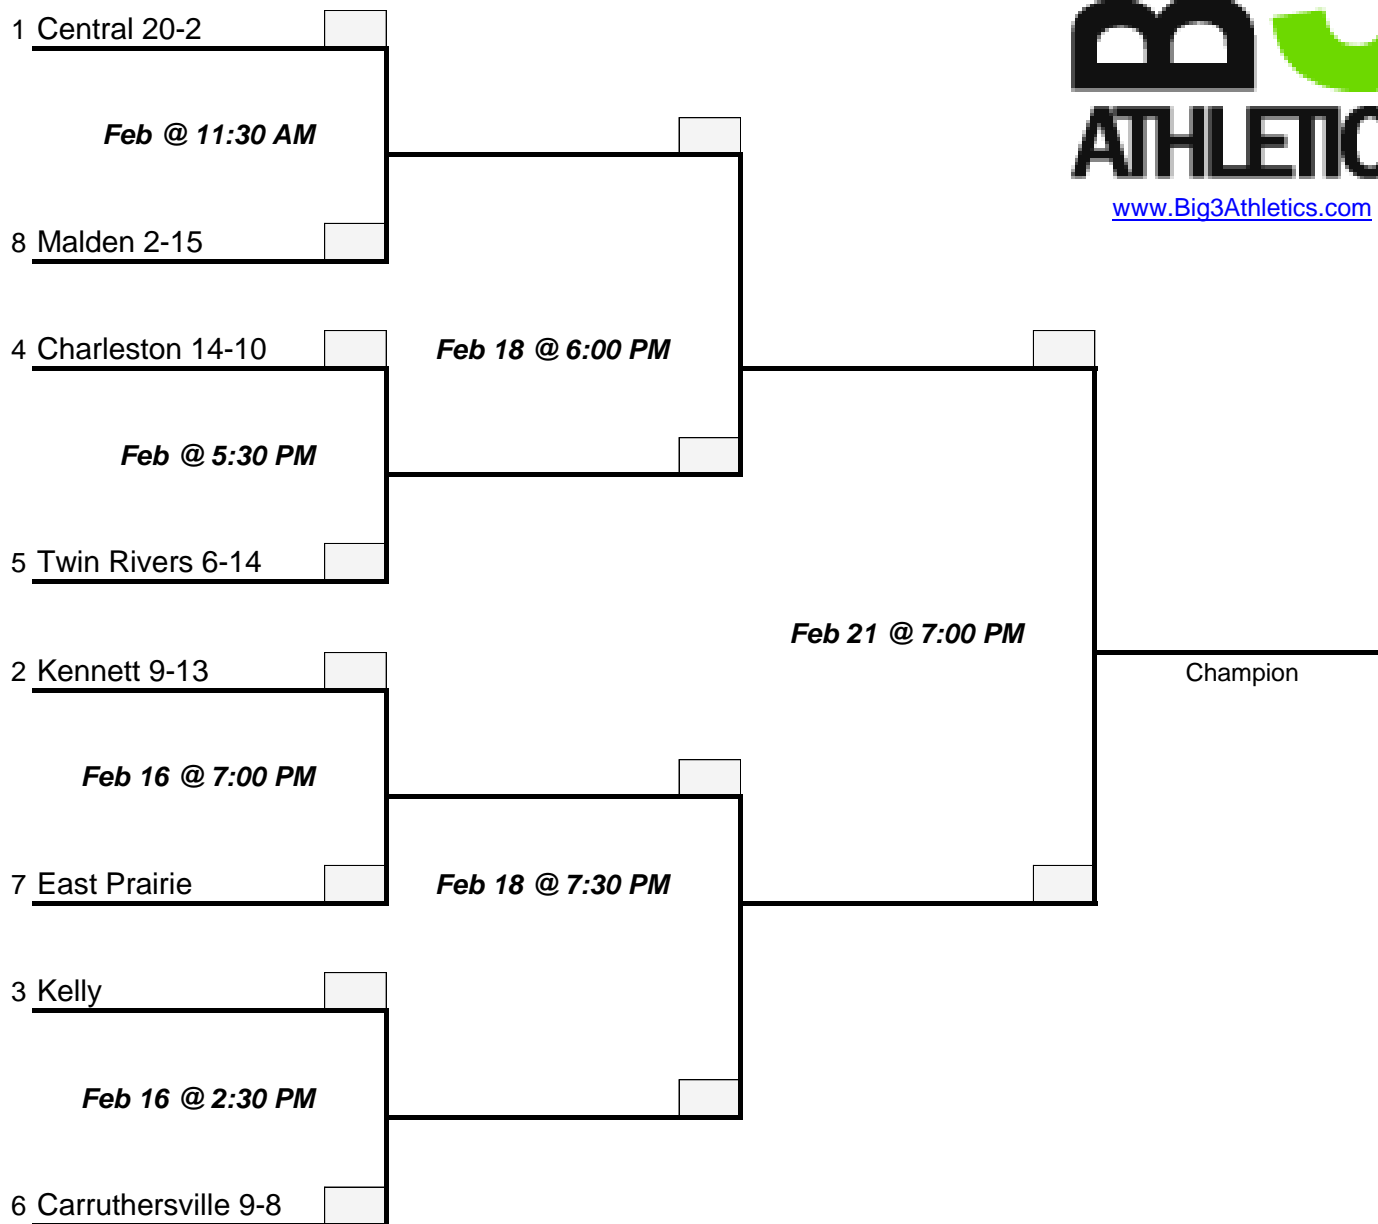 1 Central 20-2
Feb @ 11:30 AM
ATHLETIC
www.Big3Athletics.com
8 Malden 2-15
4 Charleston 14-10
Feb 18 @ 6:00 PM
Feb @ 5:30 PM
5 Twin Rivers 6-14
Feb 21 @ 7:00 PM
2 Kennett 9-13
Champion
Feb 16 @ 7:00 PM
7 East Prairie
Feb 18 @ 7:30 PM
3 Kelly
Feb 16 @ 2:30 PM
6 Carruthersville 9-8